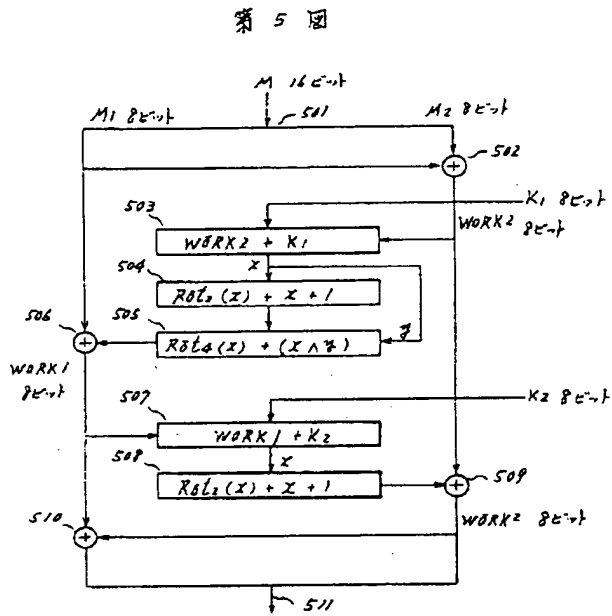 第 5 図
M 16ビット
501
M1 8ビット
M2 8ビット
502
K1 8ビット
503
WORK2 + K1
WORK2 8ビット
x
504
Rot2(x) + x + 1
505
Rot4(x) + (x ∧ y)
y
506
WORK1 8ビット
507
K2 8ビット
WORK1 + K2
x
508
Rot2(x) + x + 1
509
WORK2 8ビット
510
511